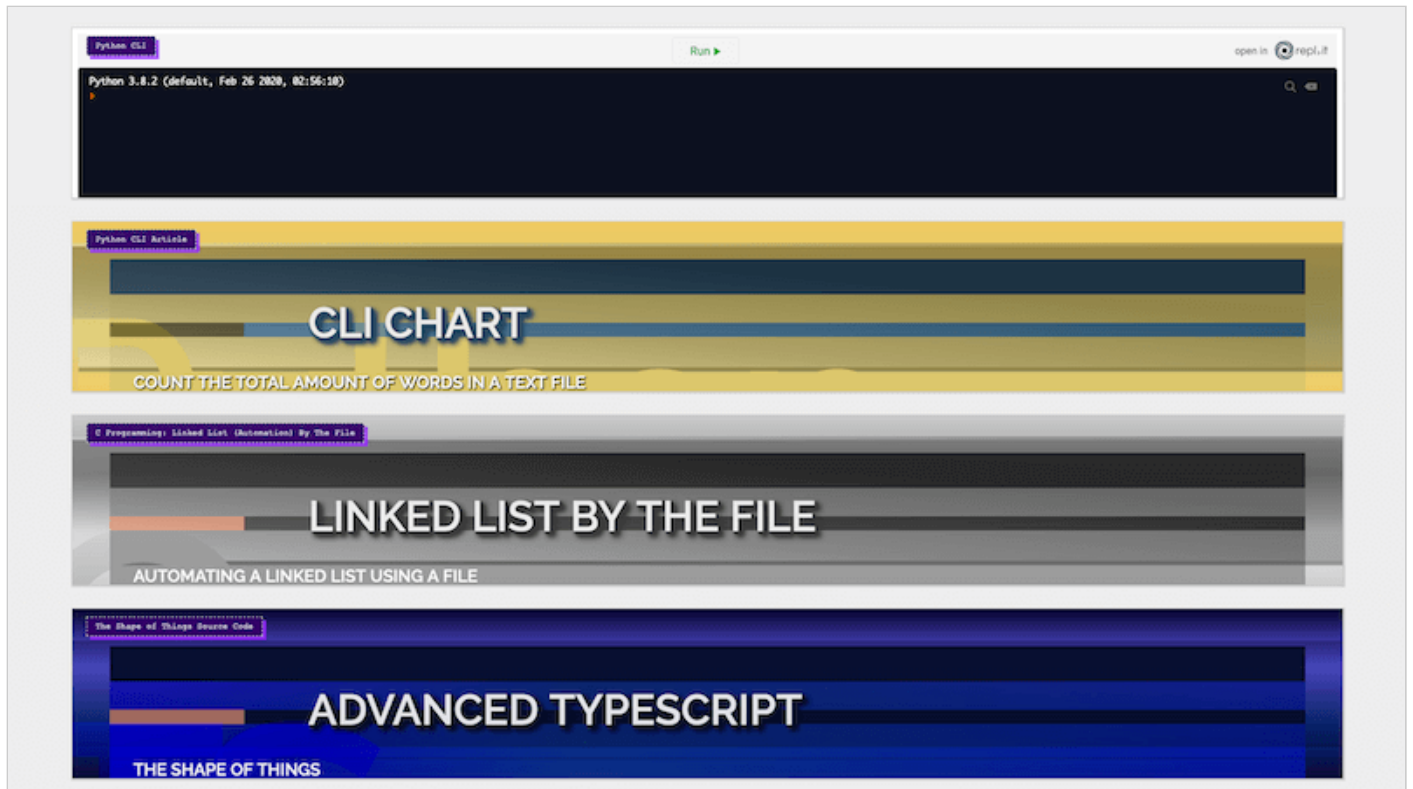 Python CLI
Run
open in repl.it
Python 3.8.2 (default, Feb 26 2020, 02:56:10)
Python CLI Article
CLI CHART
COUNT THE TOTAL AMOUNT OF WORDS IN A TEXT FILE
C Programming: Linked List (Automation) By The File
LINKED LIST BY THE FILE
AUTOMATING A LINKED LIST USING A FILE
The Shape of Things Source Code
ADVANCED TYPESCRIPT
THE SHAPE OF THINGS